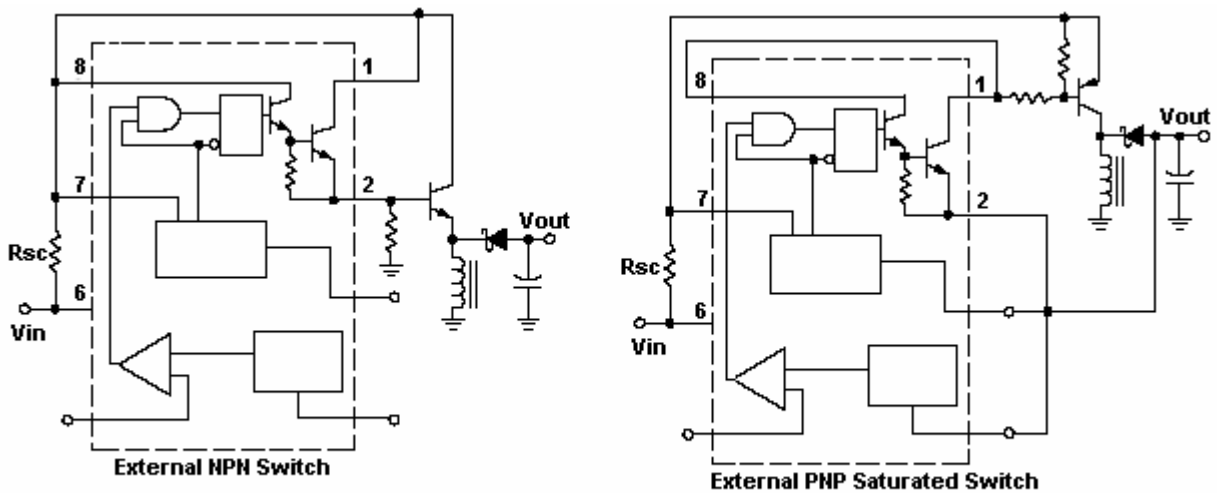 8
1
7
2
Rsc
6
Vin
Vout
External NPN Switch
8
1
Vout
7
2
Rsc
6
Vin
External PNP Saturated Switch